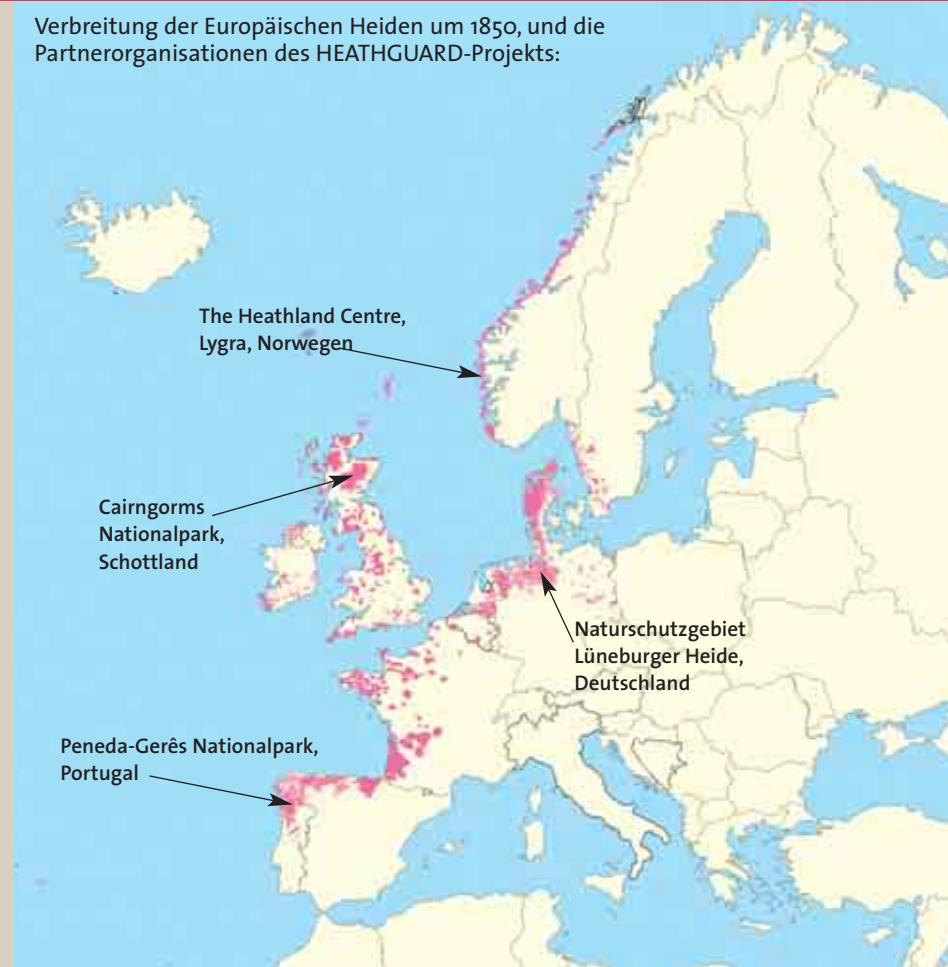 Verbreitung der Europäischen Heiden um 1850, und die
Partnerorganisationen des HEATHGUARD-Projekts:
The Heathland Centre,
Lygra, Norwegen
Cairngorms
Nationalpark,
Schottland
Naturschutzgebiet
Lüneburger Heide,
Deutschland
Peneda-Gerês Nationalpark,
Portugal